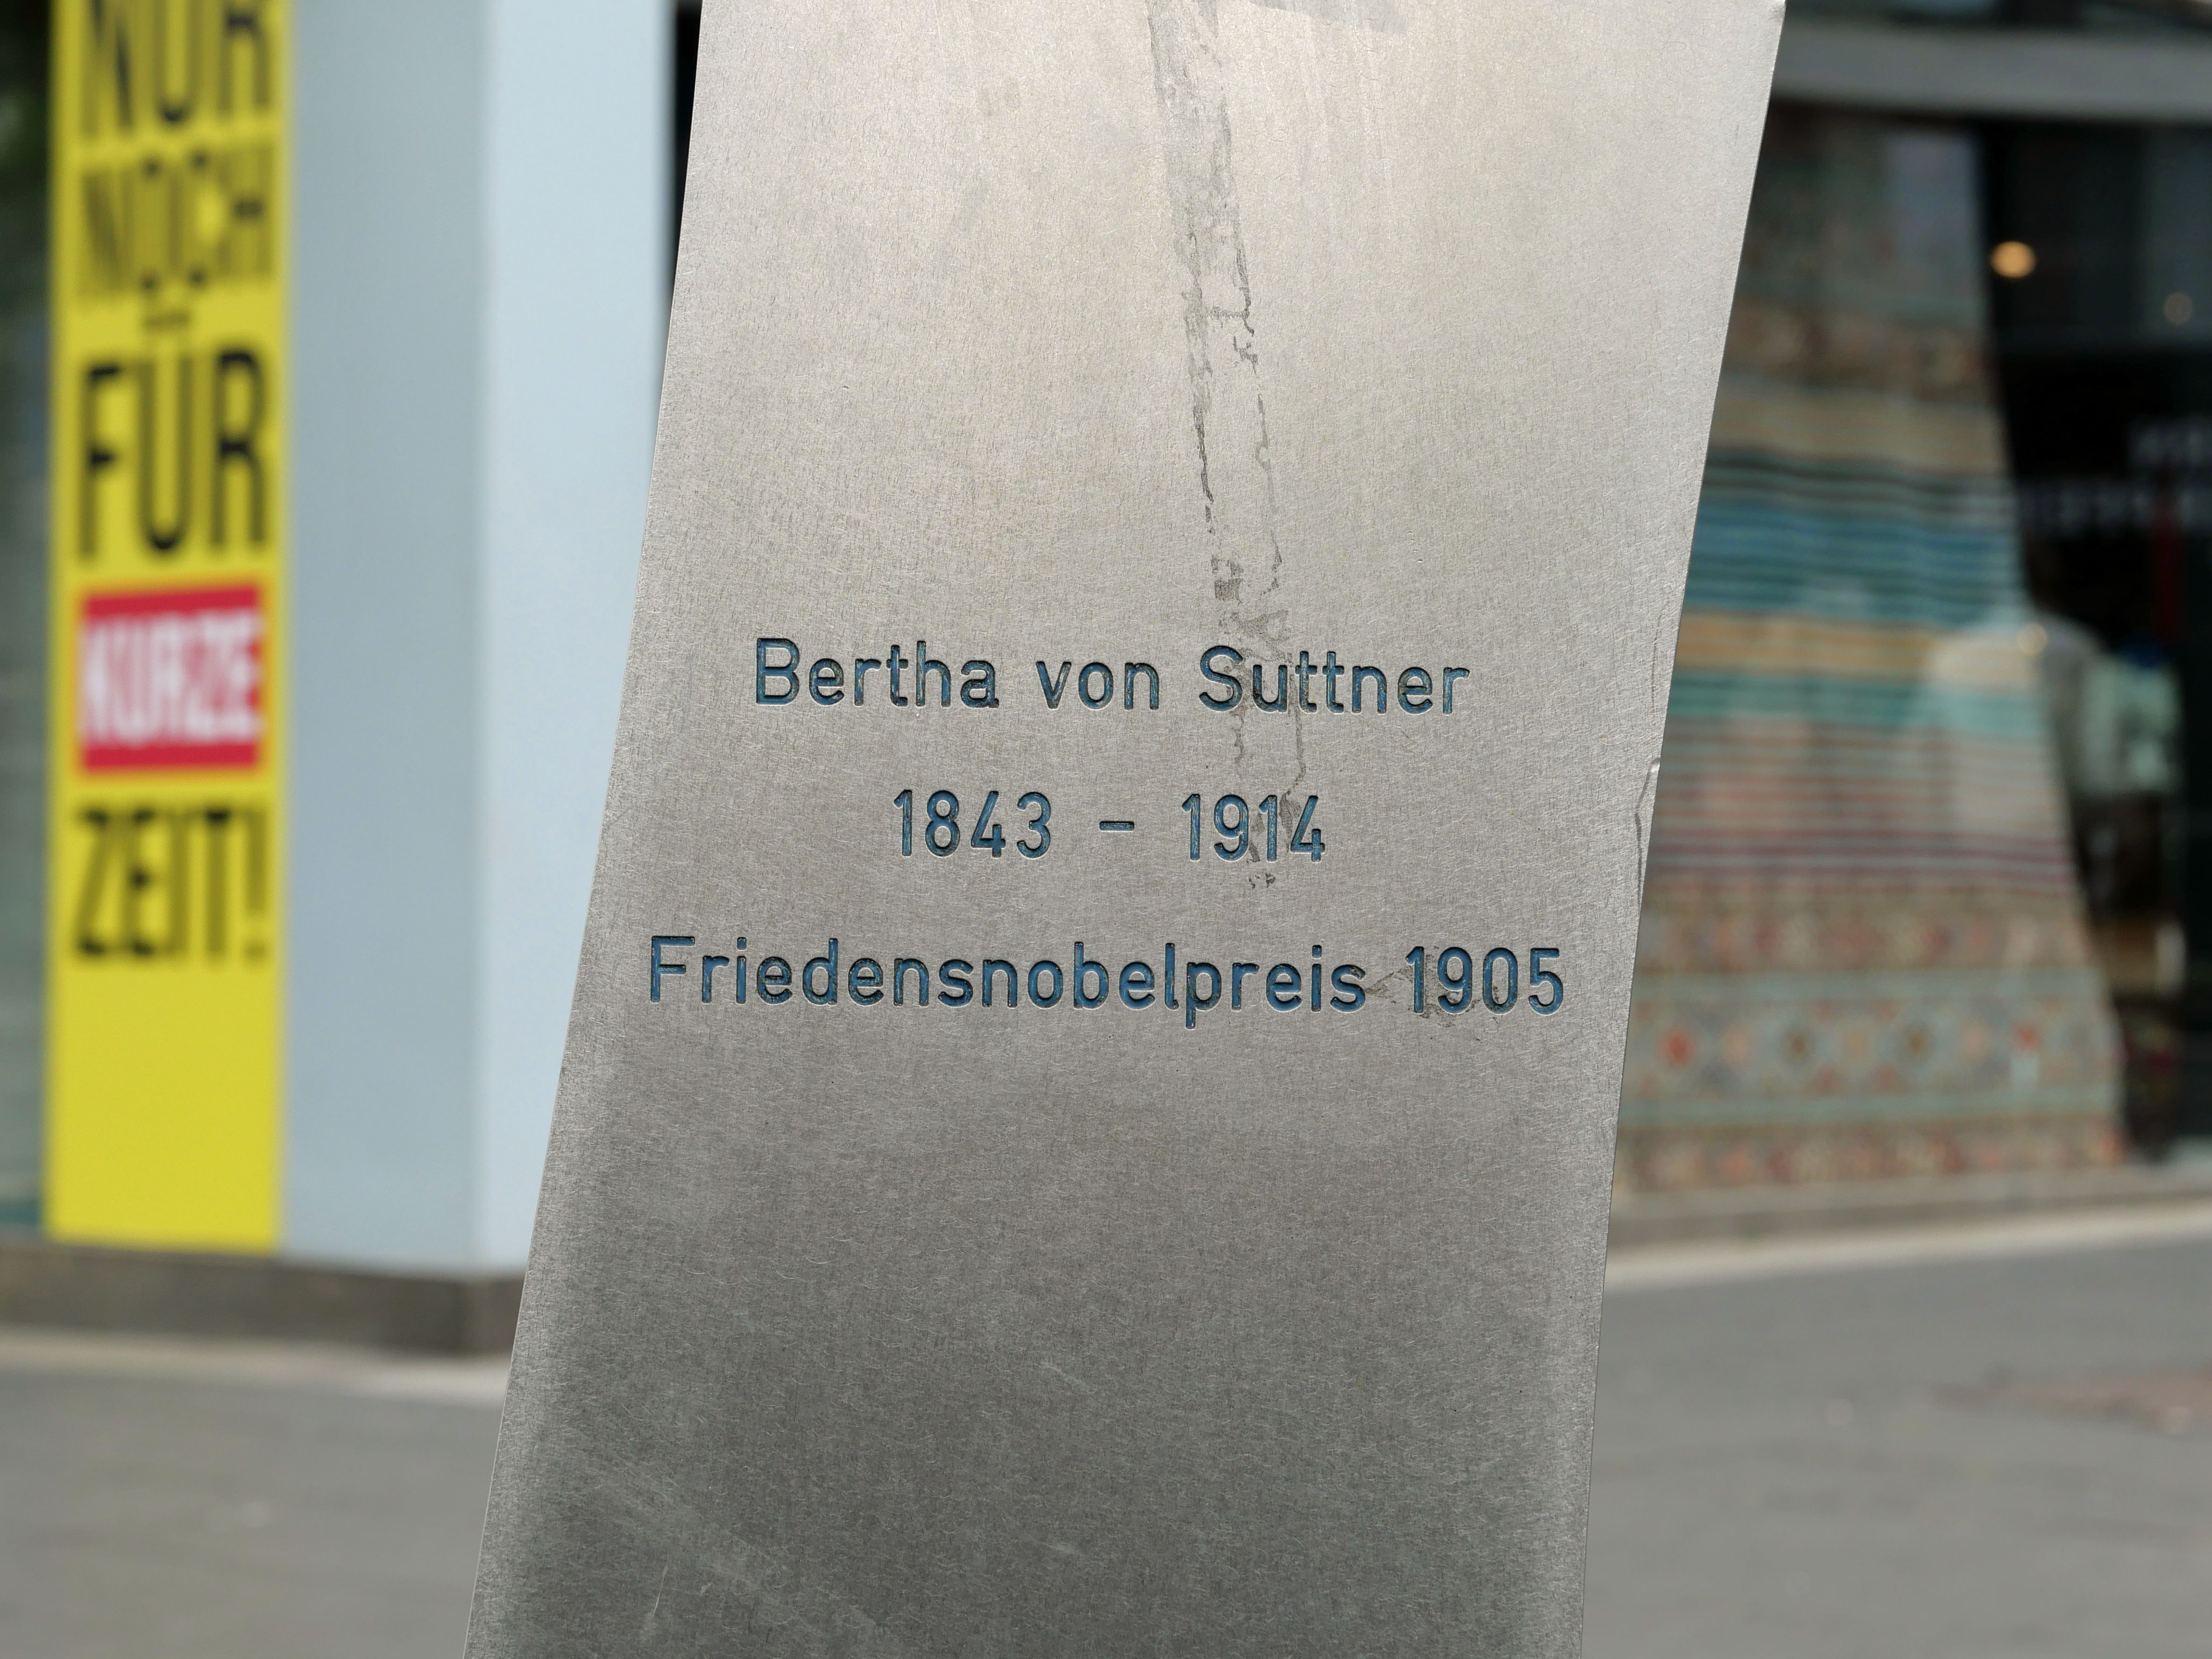 NUR
NOCH
FÜR
KURZE
ZEIT!
Bertha von Suttner
1843 – 1914
Friedensnobelpreis 1905